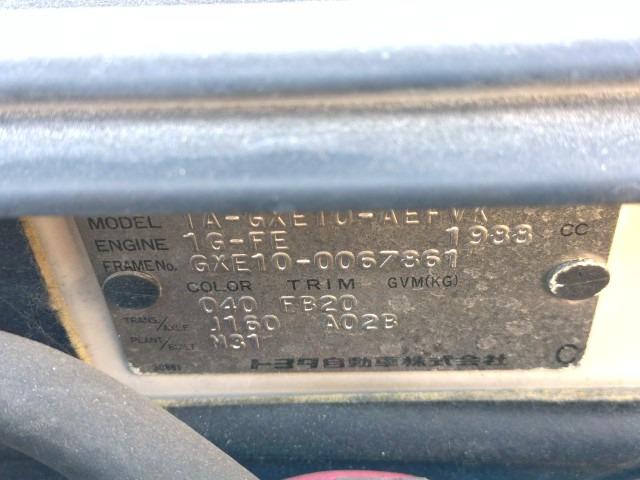 MODEL TA-GXE10-AEFVK
ENGINE 1G-FE 1988 CC
FRAME No. GXE10-0067861
COLOR TRIM GVM(KG)
040 FB20
TRANS./AXLE J160 A02B
PLANT/BUILT M31
トヨタ自動車株式会社 C